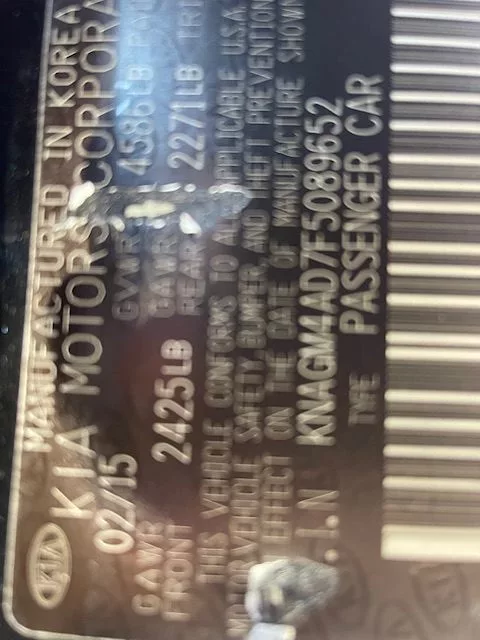 MANUFACTURED IN KOREA
KIA KIA MOTORS CORPORA
02/15 GVWR 4586LB
GAWR FRONT 2425LB GAWR REAR 2271LB TRI
THIS VEHICLE CONFORMS TO ALL APPLICABLE U.S.A.
MOTOR VEHICLE SAFETY, BUMPER, AND THEFT PREVENTION
EFFECT ON THE DATE OF MANUFACTURE SHOWN
.I.N KNAGM4AD7F5089652
TYPE PASSENGER CAR